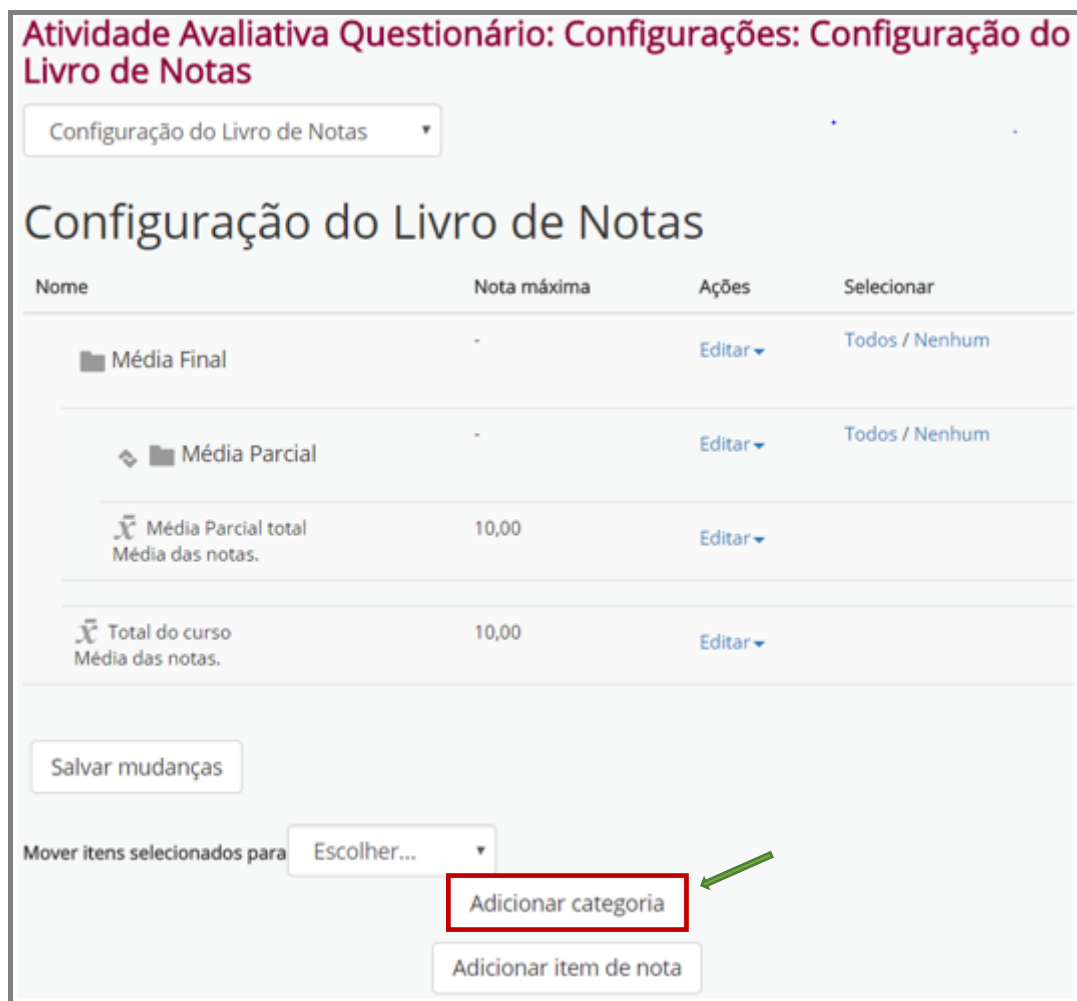 Atividade Avaliativa Questionário: Configurações: Configuração do
Livro de Notas
Configuração do Livro de Notas
Configuração do Livro de Notas
Nome Nota máxima Ações Selecionar
Média Final - Editar Todos / Nenhum
Média Parcial - Editar Todos / Nenhum
x̄ Média Parcial total 10,00 Editar
Média das notas.
x̄ Total do curso 10,00 Editar
Média das notas.
Salvar mudanças
Mover itens selecionados para Escolher...
Adicionar categoria
Adicionar item de nota